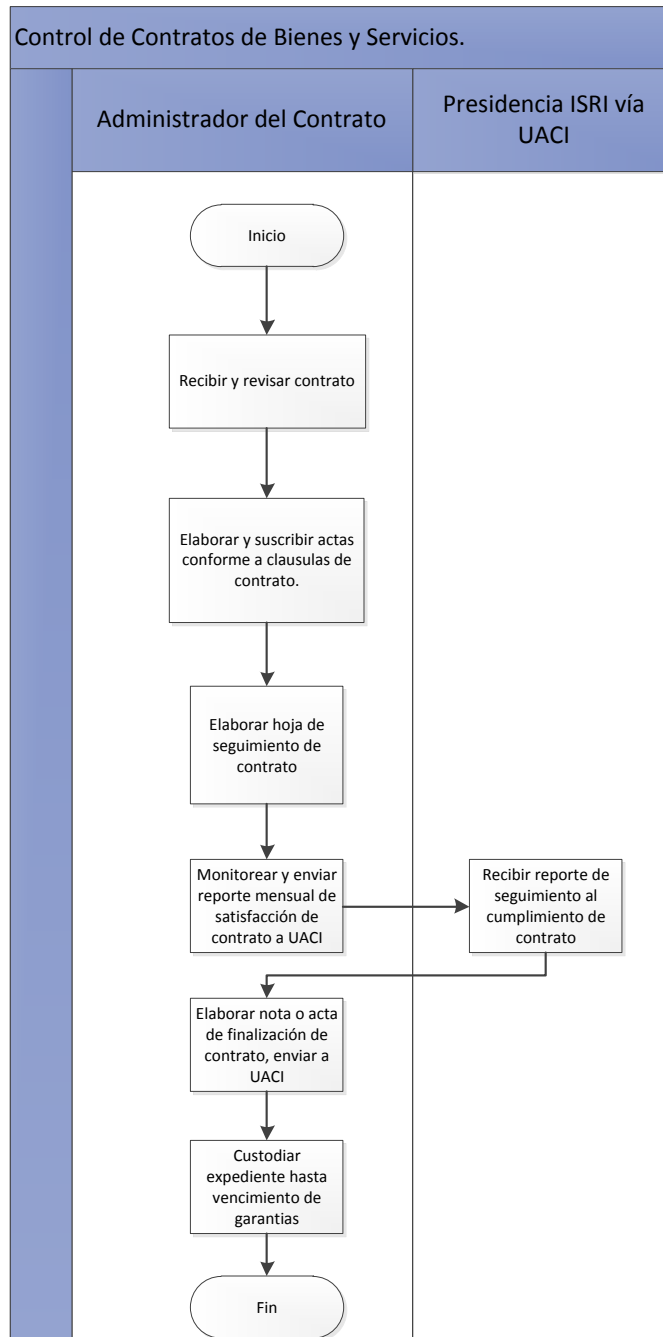 Control de Contratos de Bienes y Servicios.
Administrador del Contrato
Presidencia ISRI vía
UACI
Inicio
Recibir y revisar contrato
Elaborar y suscribir actas
conforme a clausulas de
contrato.
Elaborar hoja de
seguimiento de
contrato
Monitorear y enviar
reporte mensual de
satisfacción de
contrato a UACI
Recibir reporte de
seguimiento al
cumplimiento de
contrato
Elaborar nota o acta
de finalización de
contrato, enviar a
UACI
Custodiar
expediente hasta
vencimiento de
garantias
Fin